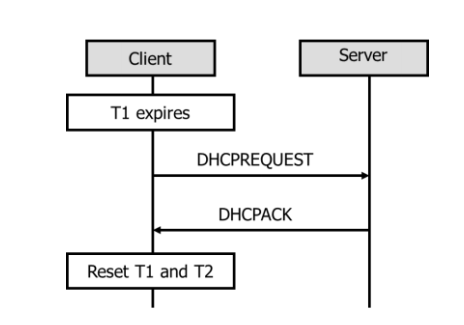 Client
Server
T1 expires
DHCPREQUEST
DHCPACK
Reset T1 and T2